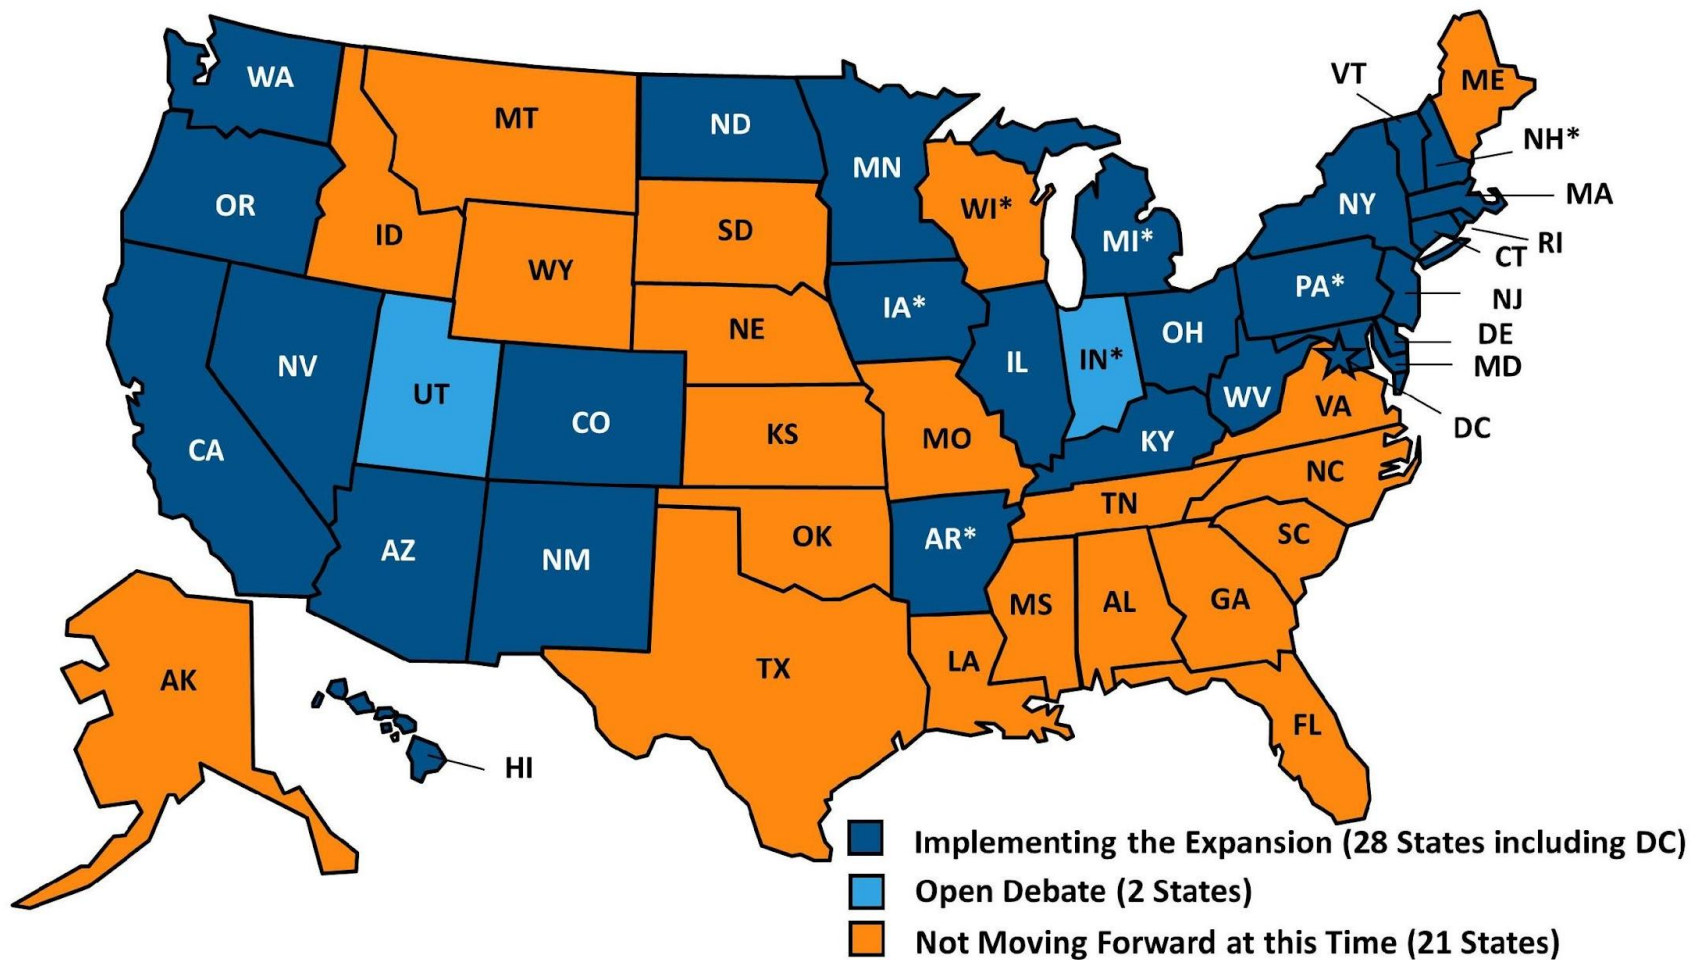 WA
MT
ND
MN
VT
ME
NH*
OR
ID
WY
SD
WI*
MI*
NY
MA
RI
CT
PA*
NJ
NV
UT
CO
NE
IA*
IL
IN*
OH
DE
MD
WV
VA
DC
CA
KS
MO
KY
AZ
NM
OK
AR*
TN
NC
SC
AK
HI
TX
LA
MS
AL
GA
FL
Implementing the Expansion (28 States including DC)
Open Debate (2 States)
Not Moving Forward at this Time (21 States)